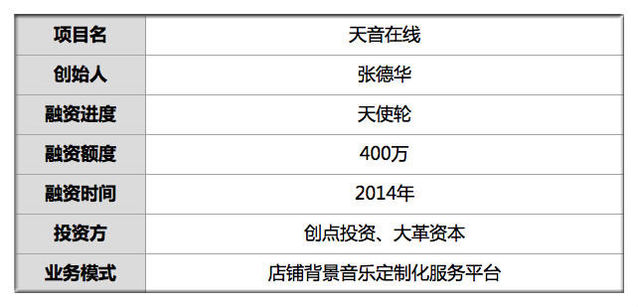 项目名 天音在线
创始人 张德华
融资进度 天使轮
融资额度 400万
融资时间 2014年
投资方 创点投资、大革资本
业务模式 店铺背景音乐定制化服务平台